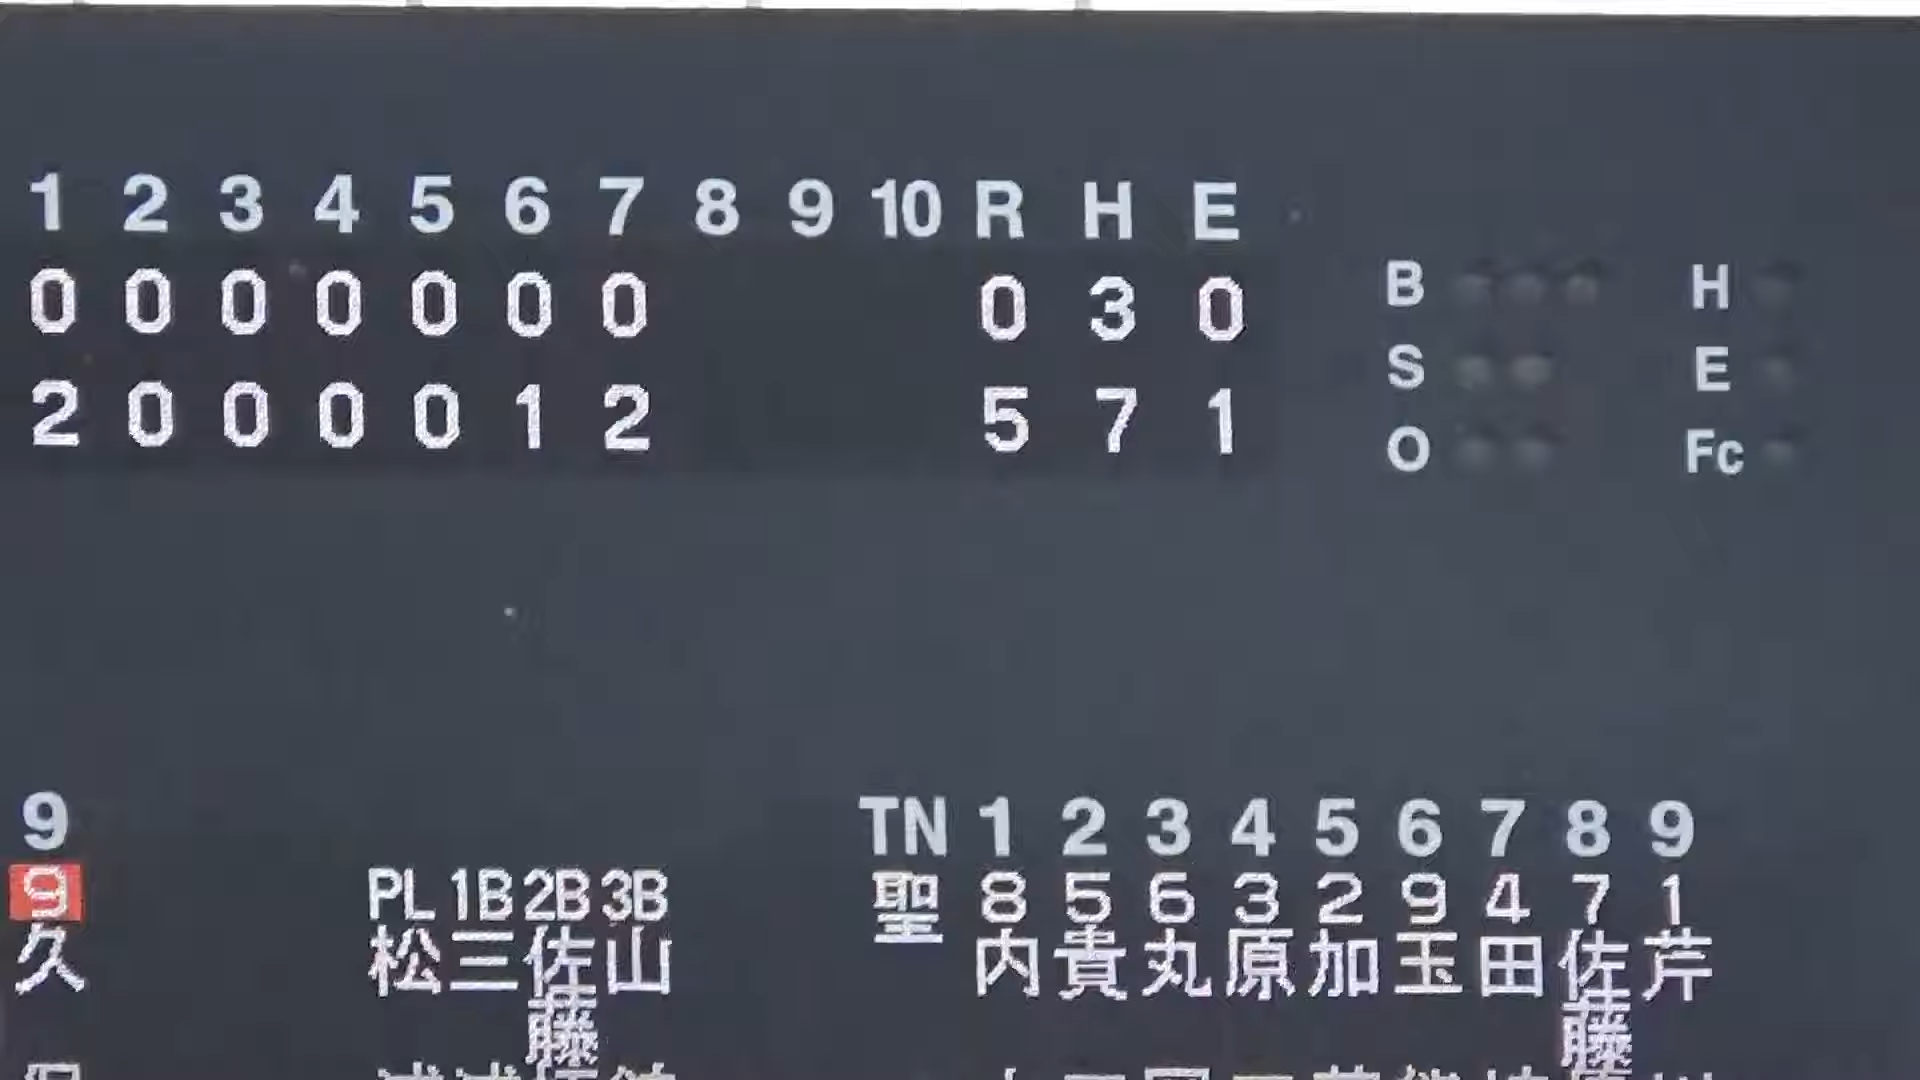 1 2 3 4 5 6 7 8 9 10 R H E
0 0 0 0 0 0 0 0 3 0
2 0 0 0 0 1 2 5 7 1
B H
S E
O Fc
9
9
久
PL 1B 2B 3B
松 三 佐藤 山
TN 1 2 3 4 5 6 7 8 9
聖 8 5 6 3 2 9 4 7 1
内 貴 丸 原 加 玉 田 佐藤 芹